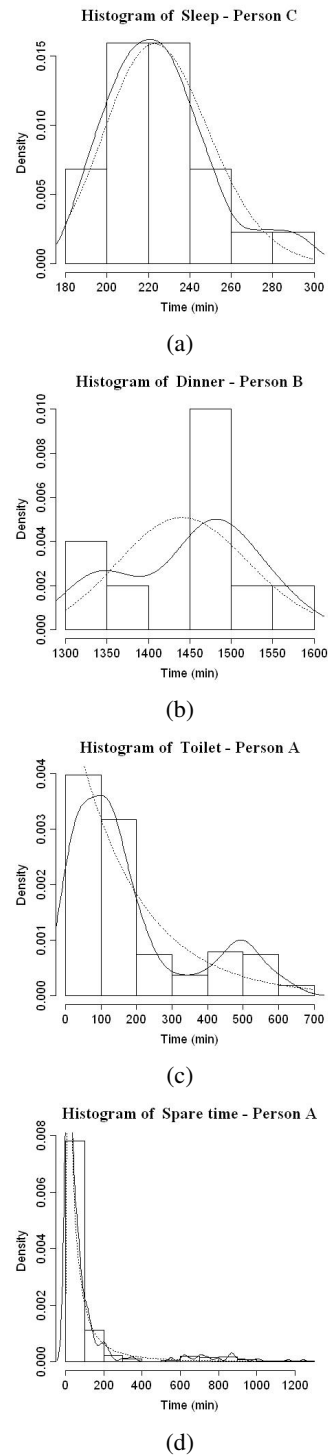 Histogram of Sleep - Person C
Density
0.000 0.005 0.010 0.015
180 200 220 240 260 280 300
Time (min)
(a)
Histogram of Dinner - Person B
Density
0.000 0.002 0.004 0.006 0.008 0.010
1300 1350 1400 1450 1500 1550 1600
Time (min)
(b)
Histogram of Toilet - Person A
Density
0.000 0.001 0.002 0.003 0.004
0 100 200 300 400 500 600 700
Time (min)
(c)
Histogram of Spare time - Person A
Density
0.000 0.002 0.004 0.006 0.008
0 200 400 600 800 1000 1200
Time (min)
(d)